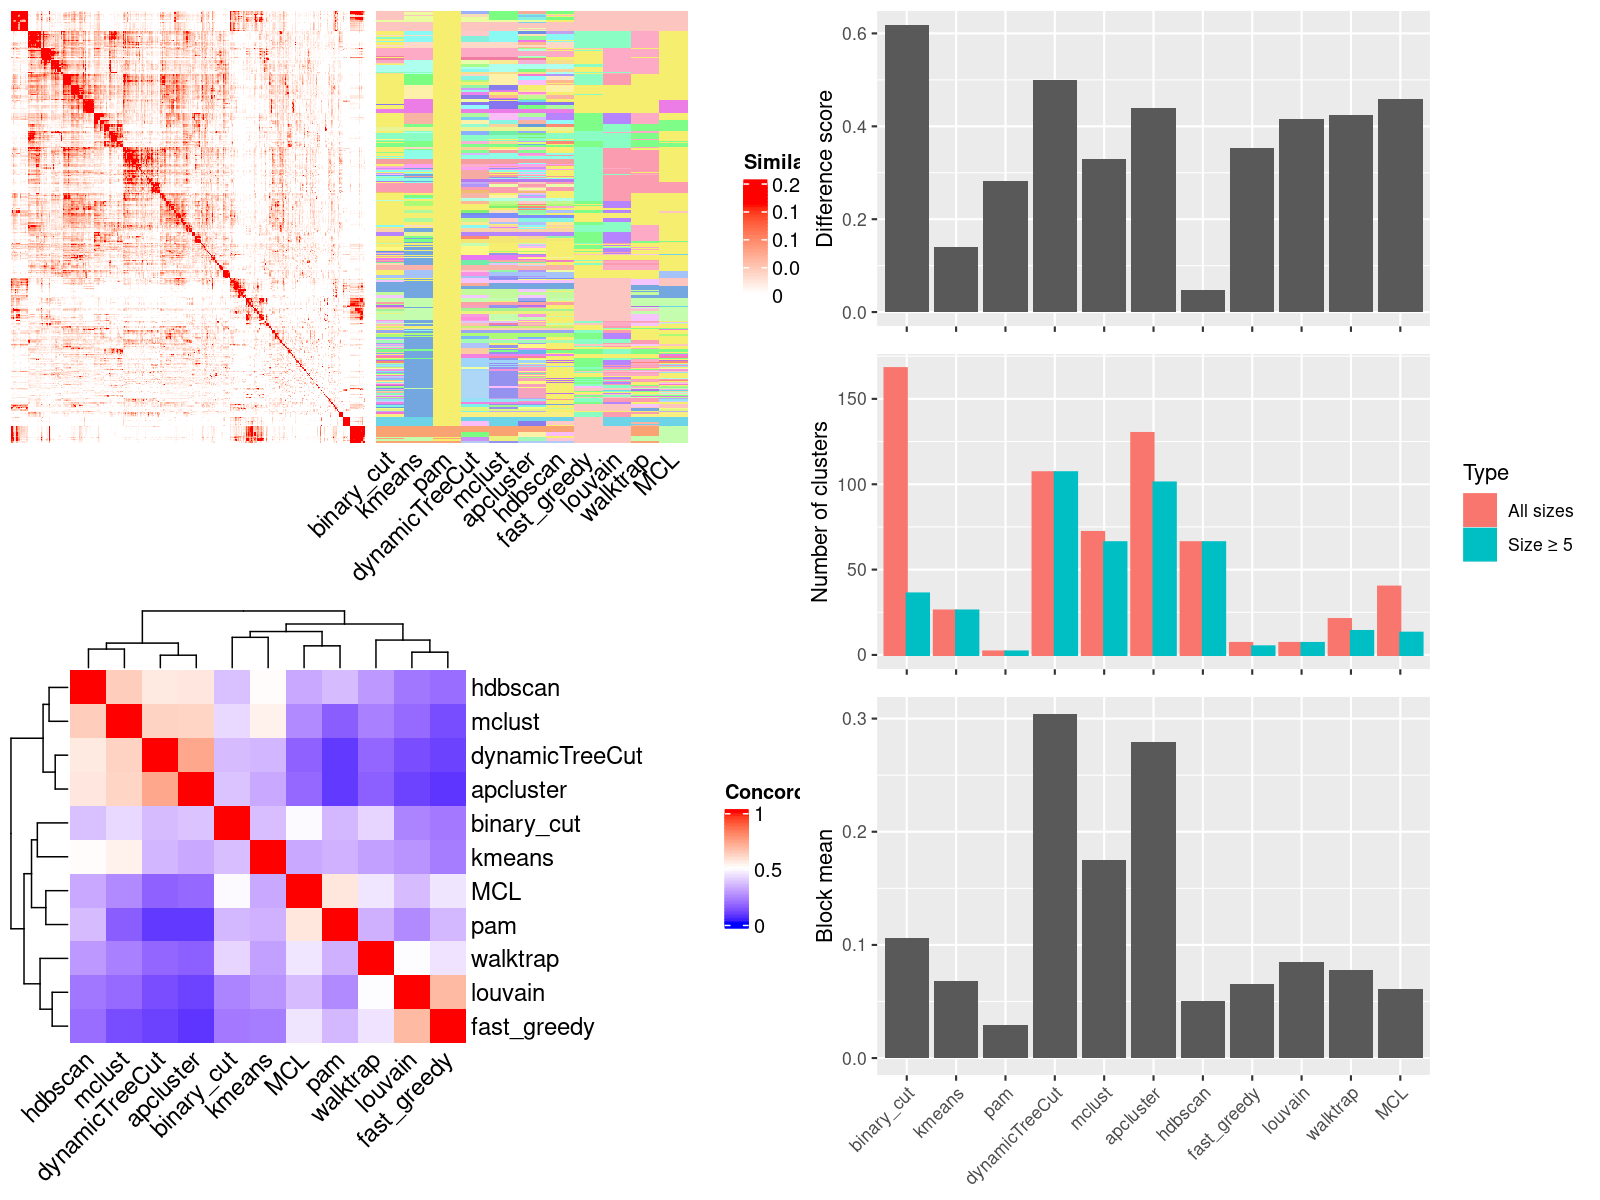 Simila
0.2
0.1
0.1
0.0
0
binary_cut
kmeans
pam
dynamicTreeCut
mclust
apcluster
hdbscan
fast_greedy
louvain
walktrap
MCL
hdbscan
mclust
dynamicTreeCut
apcluster
binary_cut
kmeans
MCL
pam
walktrap
louvain
fast_greedy
hdbscan
mclust
dynamicTreeCut
apcluster
binary_cut
kmeans
MCL
pam
walktrap
louvain
fast_greedy
Concord
1
0.5
0
Difference score
0.6
0.4
0.2
0.0
Number of clusters
150
100
50
0
Type
All sizes
Size ≥ 5
Block mean
0.3
0.2
0.1
0.0
binary_cut
kmeans
pam
dynamicTreeCut
mclust
apcluster
hdbscan
fast_greedy
louvain
walktrap
MCL